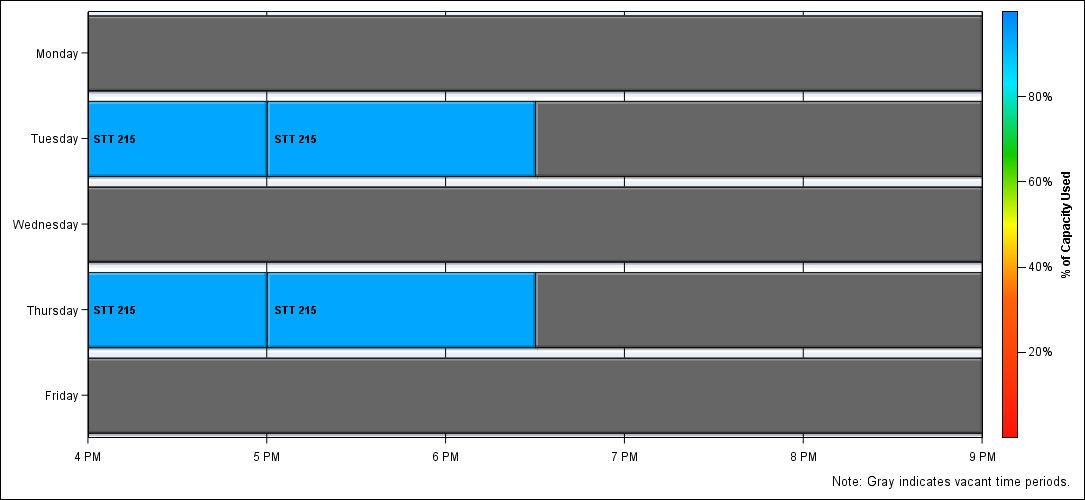 Monday
Tuesday
STT 215
STT 215
Wednesday
Thursday
STT 215
STT 215
Friday
4 PM
5 PM
6 PM
7 PM
8 PM
9 PM
80%
60%
40%
20%
% of Capacity Used
Note: Gray indicates vacant time periods.